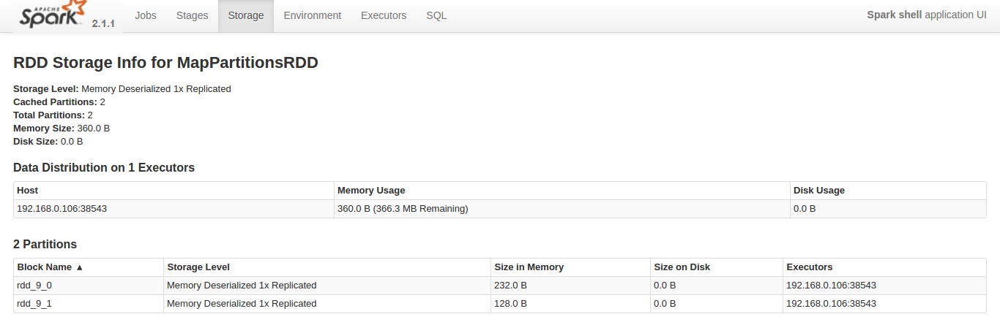 APACHE Spark 2.1.1 Jobs Stages Storage Environment Executors SQL Spark shell application UI
RDD Storage Info for MapPartitionsRDD
Storage Level: Memory Deserialized 1x Replicated
Cached Partitions: 2
Total Partitions: 2
Memory Size: 360.0 B
Disk Size: 0.0 B
Data Distribution on 1 Executors
Host Memory Usage Disk Usage
192.168.0.106:38543 360.0 B (366.3 MB Remaining) 0.0 B
2 Partitions
Block Name ▲ Storage Level Size in Memory Size on Disk Executors
rdd_9_0 Memory Deserialized 1x Replicated 232.0 B 0.0 B 192.168.0.106:38543
rdd_9_1 Memory Deserialized 1x Replicated 128.0 B 0.0 B 192.168.0.106:38543